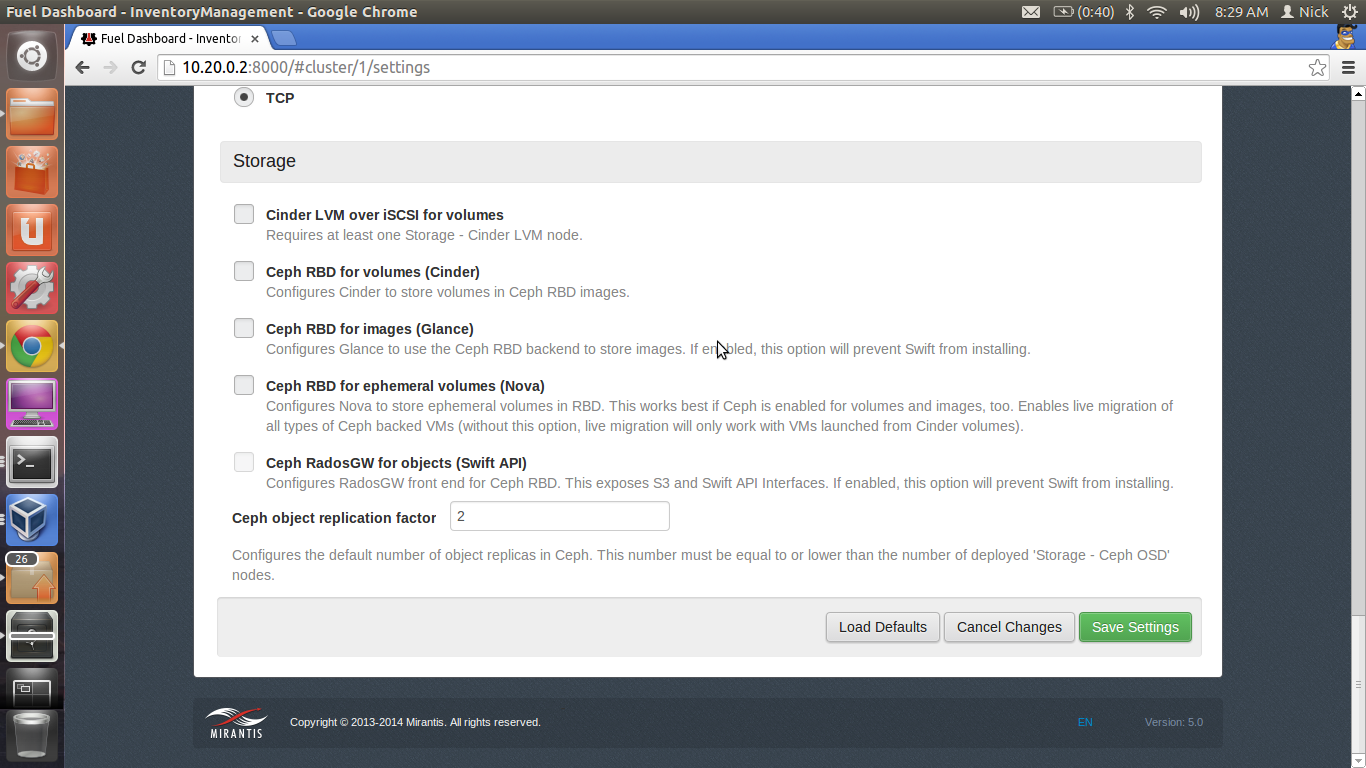 Fuel Dashboard - InventoryManagement - Google Chrome
(0:40)
8:29 AM
Nick
Fuel Dashboard - Inventor
10.20.0.2:8000/#cluster/1/settings
TCP
Storage
Cinder LVM over iSCSI for volumes
Requires at least one Storage - Cinder LVM node.
Ceph RBD for volumes (Cinder)
Configures Cinder to store volumes in Ceph RBD images.
Ceph RBD for images (Glance)
Configures Glance to use the Ceph RBD backend to store images. If enabled, this option will prevent Swift from installing.
Ceph RBD for ephemeral volumes (Nova)
Configures Nova to store ephemeral volumes in RBD. This works best if Ceph is enabled for volumes and images, too. Enables live migration of
all types of Ceph backed VMs (without this option, live migration will only work with VMs launched from Cinder volumes).
Ceph RadosGW for objects (Swift API)
Configures RadosGW front end for Ceph RBD. This exposes S3 and Swift API Interfaces. If enabled, this option will prevent Swift from installing.
Ceph object replication factor 2
Configures the default number of object replicas in Ceph. This number must be equal to or lower than the number of deployed 'Storage - Ceph OSD'
nodes.
26
Load Defaults
Cancel Changes
Save Settings
MIRANTIS
Copyright © 2013-2014 Mirantis. All rights reserved.
EN
Version: 5.0